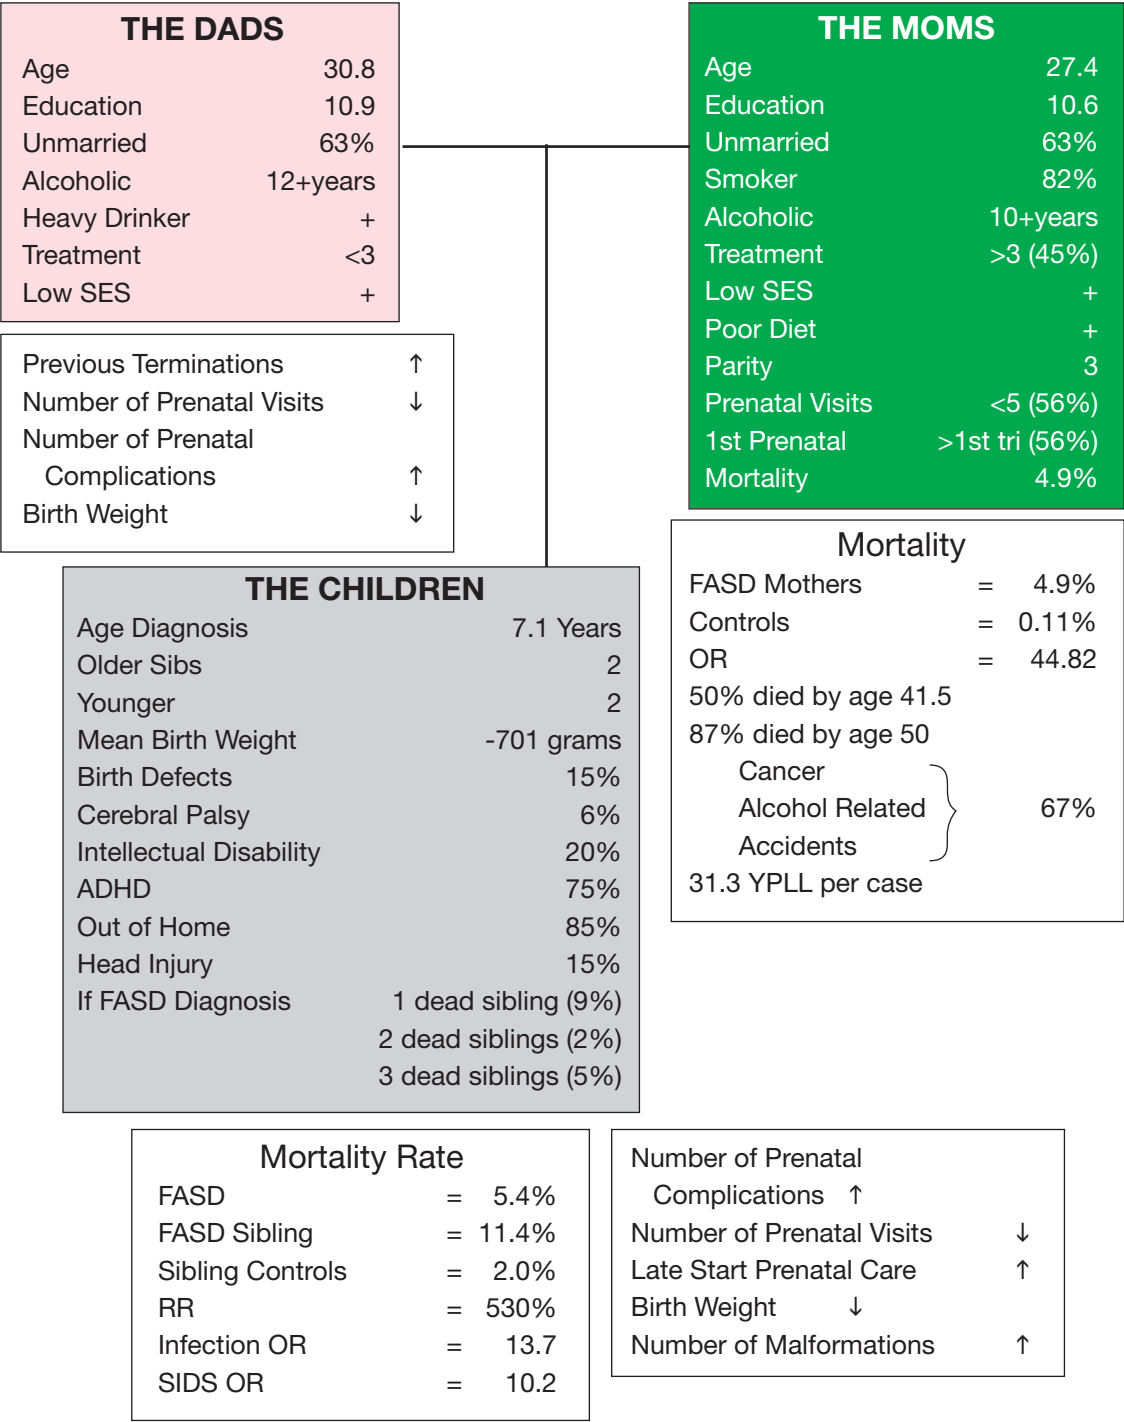 THE DADS
Age 30.8
Education 10.9
Unmarried 63%
Alcoholic 12+years
Heavy Drinker +
Treatment <3
Low SES +
THE MOMS
Age 27.4
Education 10.6
Unmarried 63%
Smoker 82%
Alcoholic 10+years
Treatment >3 (45%)
Low SES +
Poor Diet +
Parity 3
Prenatal Visits <5 (56%)
1st Prenatal >1st tri (56%)
Mortality 4.9%
Previous Terminations ↑
Number of Prenatal Visits ↓
Number of Prenatal
Complications ↑
Birth Weight ↓
Mortality
FASD Mothers = 4.9%
Controls = 0.11%
OR = 44.82
50% died by age 41.5
87% died by age 50
Cancer
Alcohol Related 67%
Accidents
31.3 YPLL per case
THE CHILDREN
Age Diagnosis 7.1 Years
Older Sibs 2
Younger 2
Mean Birth Weight -701 grams
Birth Defects 15%
Cerebral Palsy 6%
Intellectual Disability 20%
ADHD 75%
Out of Home 85%
Head Injury 15%
If FASD Diagnosis 1 dead sibling (9%)
2 dead siblings (2%)
3 dead siblings (5%)
Mortality Rate
FASD = 5.4%
FASD Sibling = 11.4%
Sibling Controls = 2.0%
RR = 530%
Infection OR = 13.7
SIDS OR = 10.2
Number of Prenatal
Complications ↑
Number of Prenatal Visits ↓
Late Start Prenatal Care ↑
Birth Weight ↓
Number of Malformations ↑